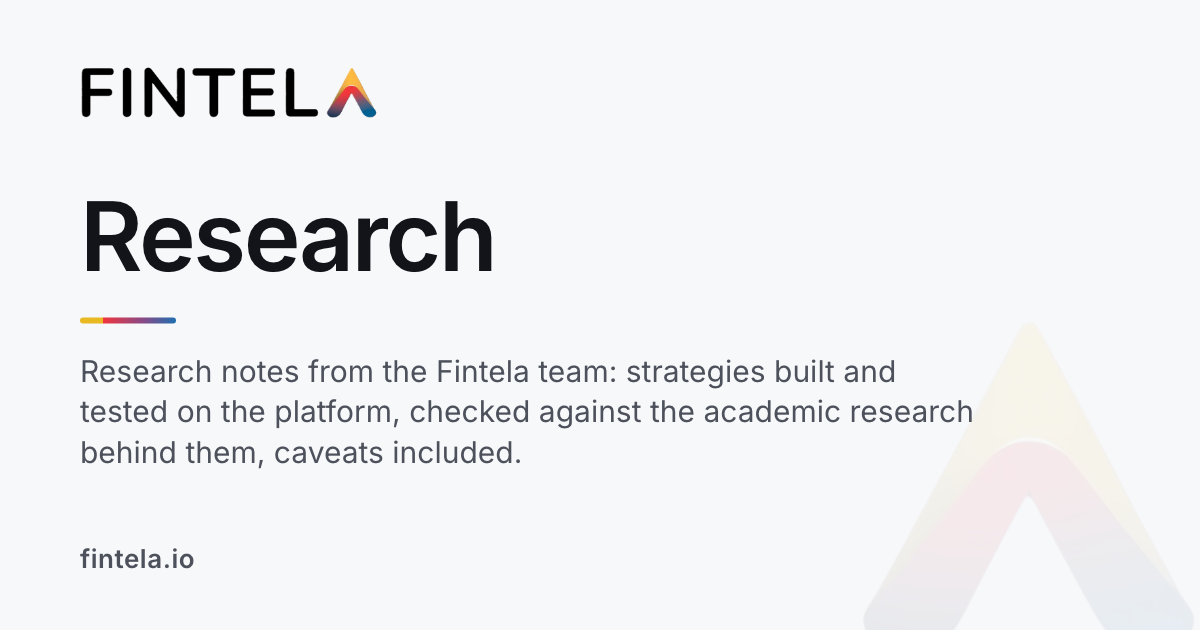 FINTELA
Research
Research notes from the Fintela team: strategies built and
tested on the platform, checked against the academic research
behind them, caveats included.
fintela.io